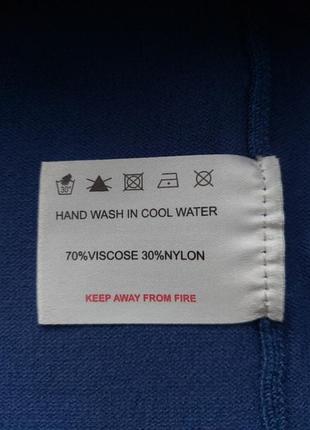 30°
HAND WASH IN COOL WATER
70%VISCOSE 30%NYLON
KEEP AWAY FROM FIRE